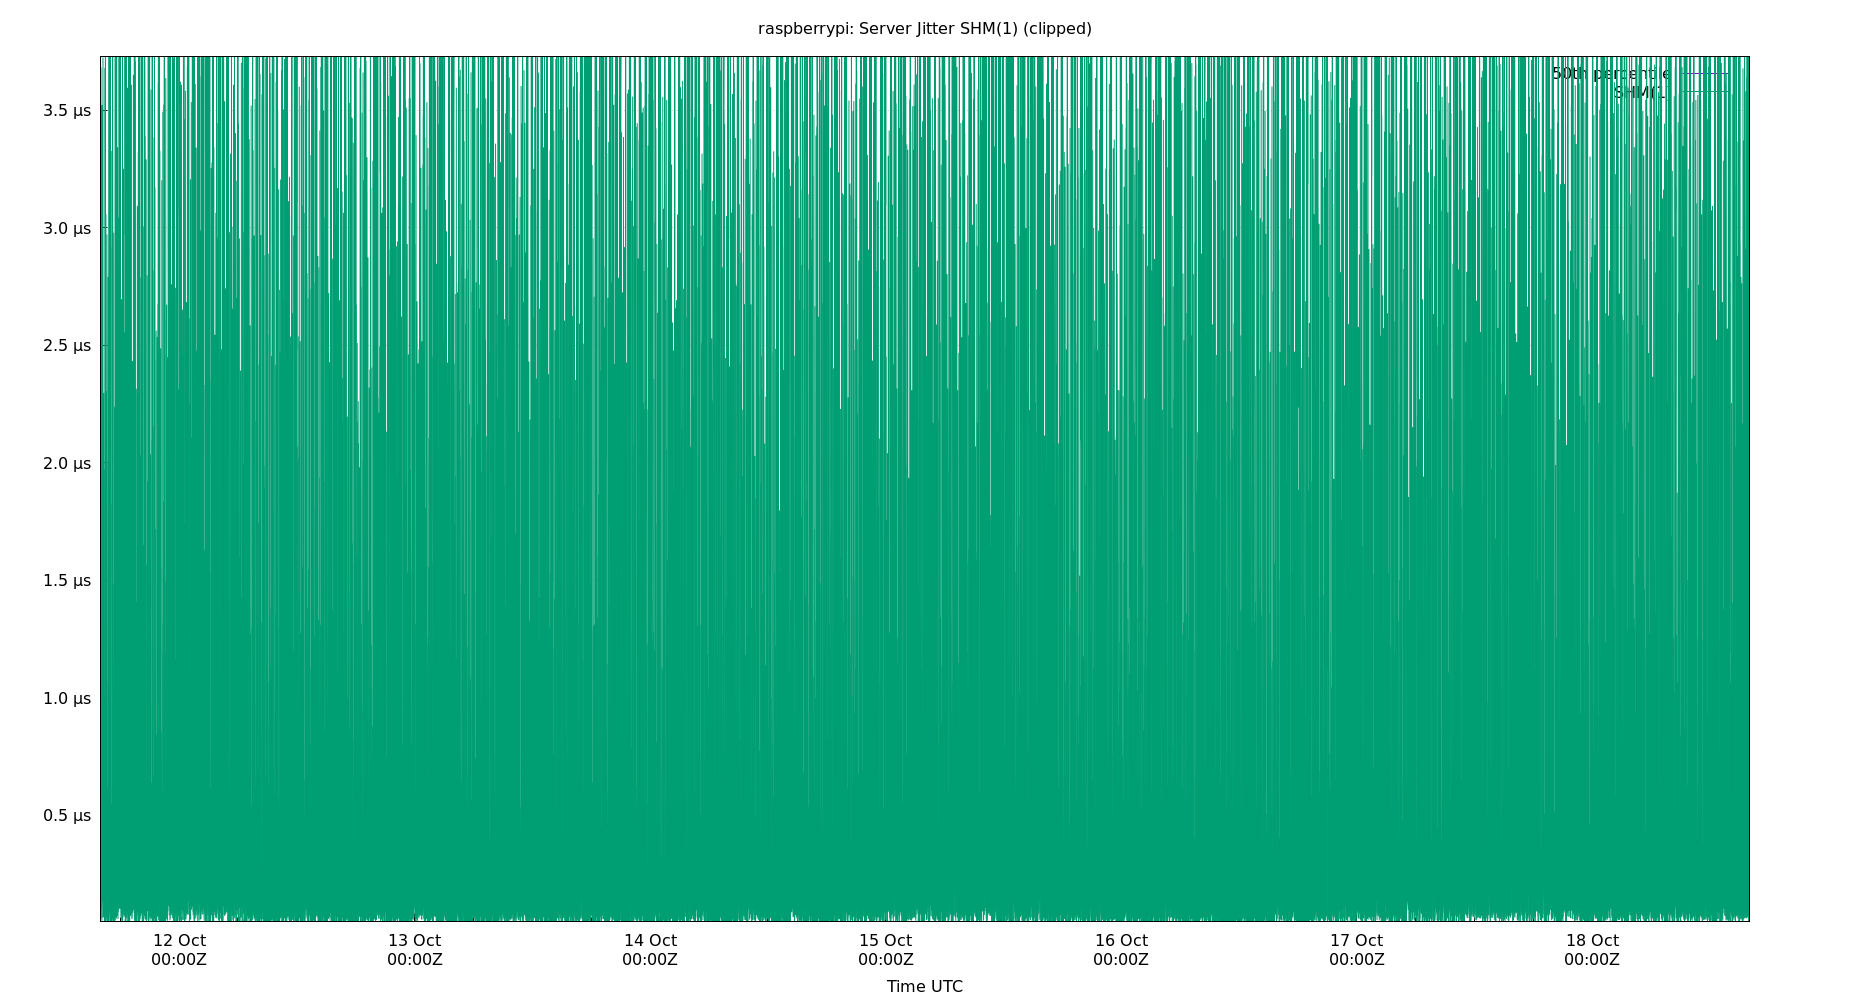 raspberrypi: Server Jitter SHM(1) (clipped)
50th percentile
SHM(1)
3.5 µs
3.0 µs
2.5 µs
2.0 µs
1.5 µs
1.0 µs
0.5 µs
12 Oct 13 Oct 14 Oct 15 Oct 16 Oct 17 Oct 18 Oct
00:00Z 00:00Z 00:00Z 00:00Z 00:00Z 00:00Z 00:00Z
Time UTC